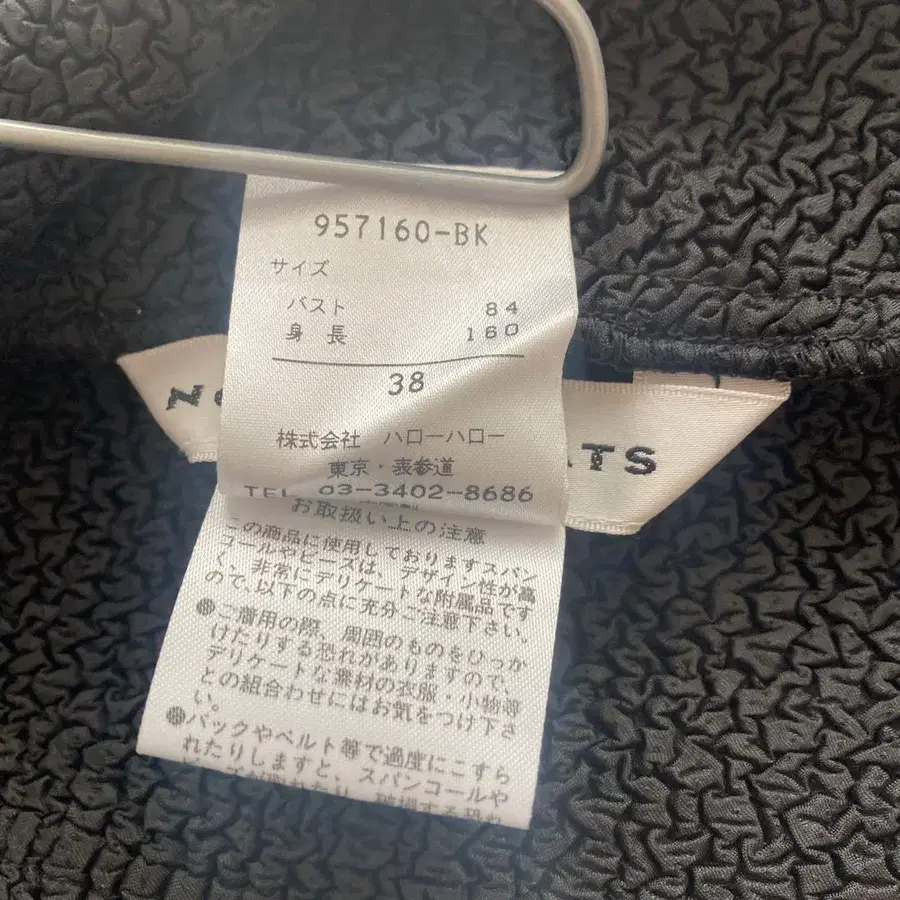 957160-BK
サイズ
バスト 84
身長 160
38
株式会社 ハローハロー
東京・表参道
TEL 03-3402-8686
TS
お取扱い上の注意
この商品に使用しておりますスパン
コールやビーズは、デザイン性が高
く、非常にデリケートな附属品です
ので、以下の点に充分ご注意下さい。
●ご着用の際、周囲のものをひっか
けたりする恐れがありますので、
デリケートな素材の衣服・小物等
との組合わせにはお気をつけ下さ
い。
●バックやベルト等で過度にこすら
れたりしますと、スパンコールや